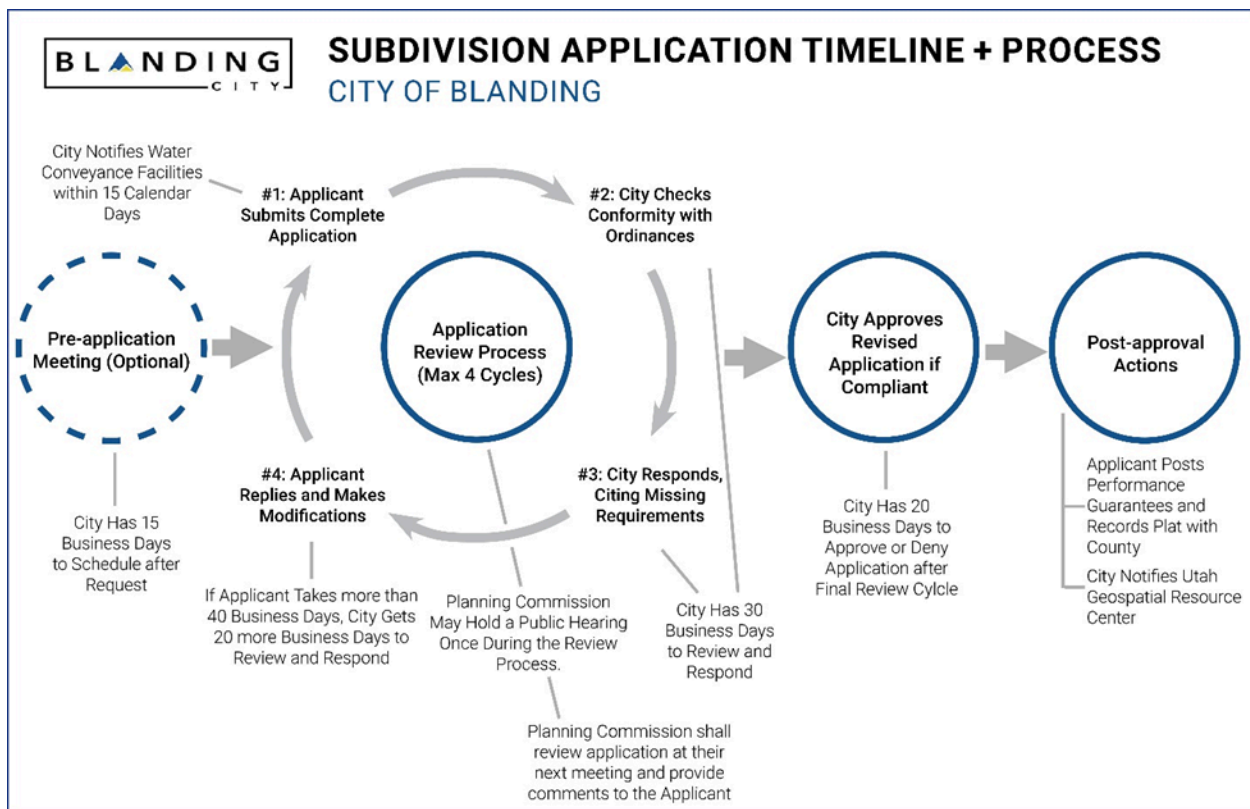 BLANDING
CITY
SUBDIVISION APPLICATION TIMELINE + PROCESS
CITY OF BLANDING
City Notifies Water
Conveyance Facilities
within 15 Calendar
Days
#1: Applicant
Submits Complete
Application
#2: City Checks
Conformity with
Ordinances
Pre-application
Meeting (Optional)
Application
Review Process
(Max 4 Cycles)
City Approves
Revised
Application if
Compliant
Post-approval
Actions
#4: Applicant
Replies and Makes
Modifications
#3: City Responds,
Citing Missing
Requirements
City Has 15
Business Days
to Schedule after
Request
If Applicant Takes more than
40 Business Days, City Gets
20 more Business Days to
Review and Respond
Planning Commission
May Hold a Public Hearing
Once During the Review
Process.
Planning Commission shall
review application at their
next meeting and provide
comments to the Applicant
City Has 30
Business Days
to Review and
Respond
City Has 20
Business Days to
Approve or Deny
Application after
Final Review Cylcle
Applicant Posts
Performance
Guarantees and
Records Plat with
County
City Notifies Utah
Geospatial Resource
Center